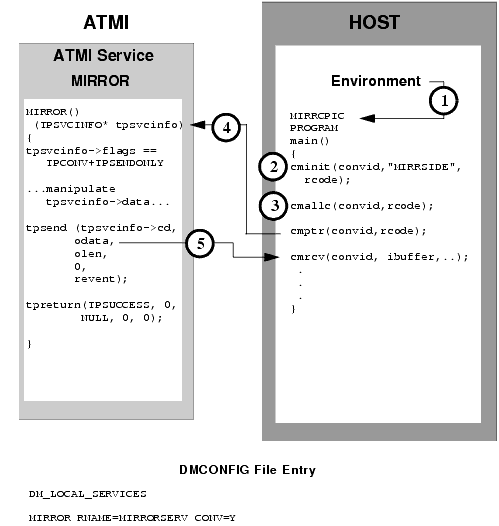 ATMI
HOST
ATMI Service
MIRROR
MIRROR()
(TPSVCINFO* tpsvcinfo)
{
tpsvcinfo->flags ==
TPCONV+TPSENDONLY
...manipulate
tpsvcinfo->data...
tpsend (tpsvcinfo->cd,
odata,
olen,
0,
revent);
tpreturn(TPSUCCESS, 0,
NULL, 0, 0);
}
Environment
1
MIRRCPIC
PROGRAM
main()
{
2
cminit(convid,"MIRRSIDE",
rcode);
3
cmallc(convid,rcode);
4
cmptr(convid,rcode);
5
cmrcv(convid, ibuffer,..);
.
.
.
}
DMCONFIG File Entry
DM_LOCAL_SERVICES
MIRROR RNAME=MIRRORSERV CONV=Y